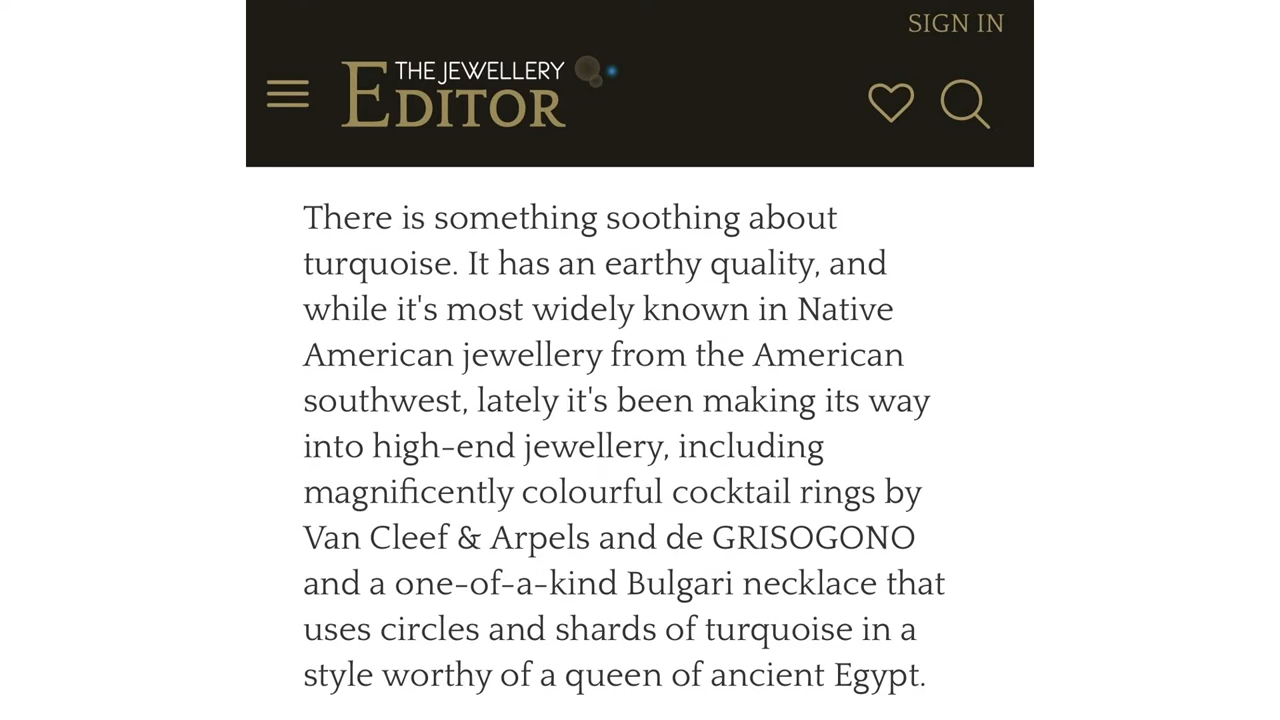 SIGN IN
THE JEWELLERY
EDITOR
There is something soothing about
turquoise. It has an earthy quality, and
while it's most widely known in Native
American jewellery from the American
southwest, lately it's been making its way
into high-end jewellery, including
magnificently colourful cocktail rings by
Van Cleef & Arpels and de GRISOGONO
and a one-of-a-kind Bulgari necklace that
uses circles and shards of turquoise in a
style worthy of a queen of ancient Egypt.